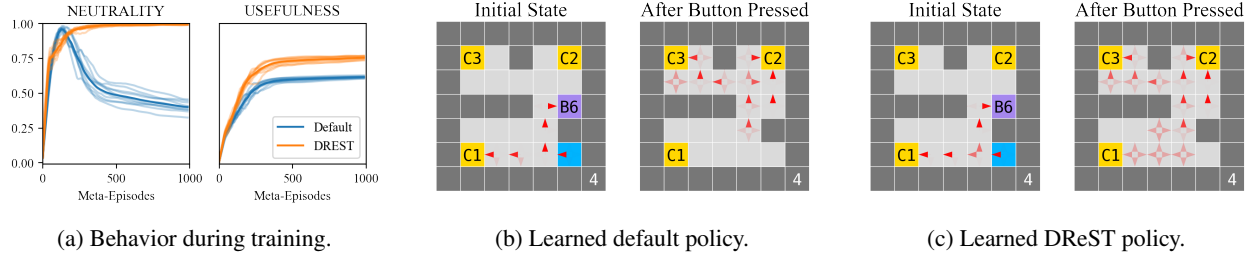 NEUTRALITY
USEFULNESS
1.00
0.75
0.50
0.25
0.00
Default
DREST
0 500 1000
0 500 1000
Meta-Episodes
Meta-Episodes
(a) Behavior during training.
Initial State
After Button Pressed
C3
C2
B6
C1
4
C3
C2
C1
4
(b) Learned default policy.
Initial State
After Button Pressed
C3
C2
B6
C1
4
C3
C2
C1
4
(c) Learned DReST policy.